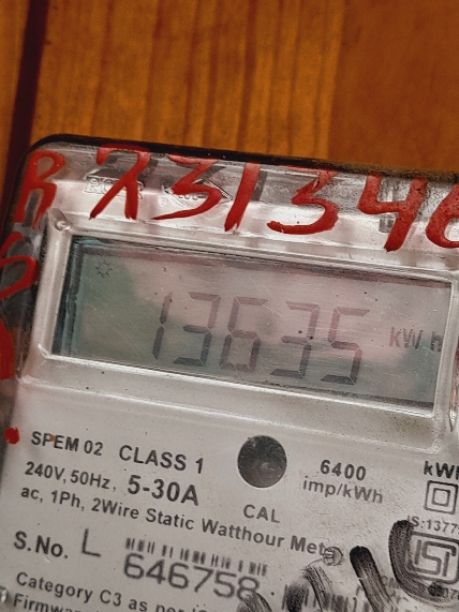 R 731346
13635 kWh
SPEM 02 CLASS 1
6400
kWh
240V, 50Hz, 5-30A
imp/kWh
ac, 1Ph, 2Wire Static Watthour
CAL
S.No. L 646758
Category C3 as per